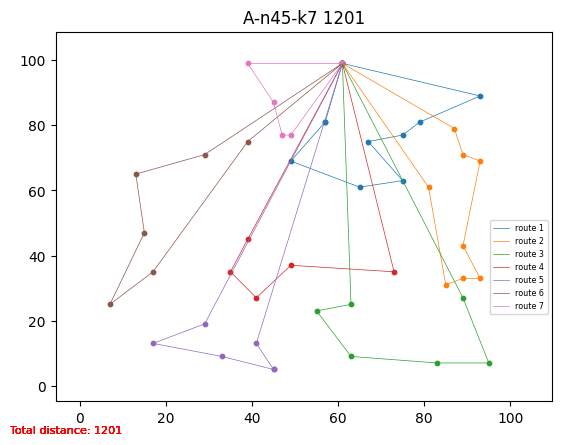 A-n45-k7 1201
100
80
60
40
20
0
route 1
route 2
route 3
route 4
route 5
route 6
route 7
0 20 40 60 80 100
Total distance: 1201